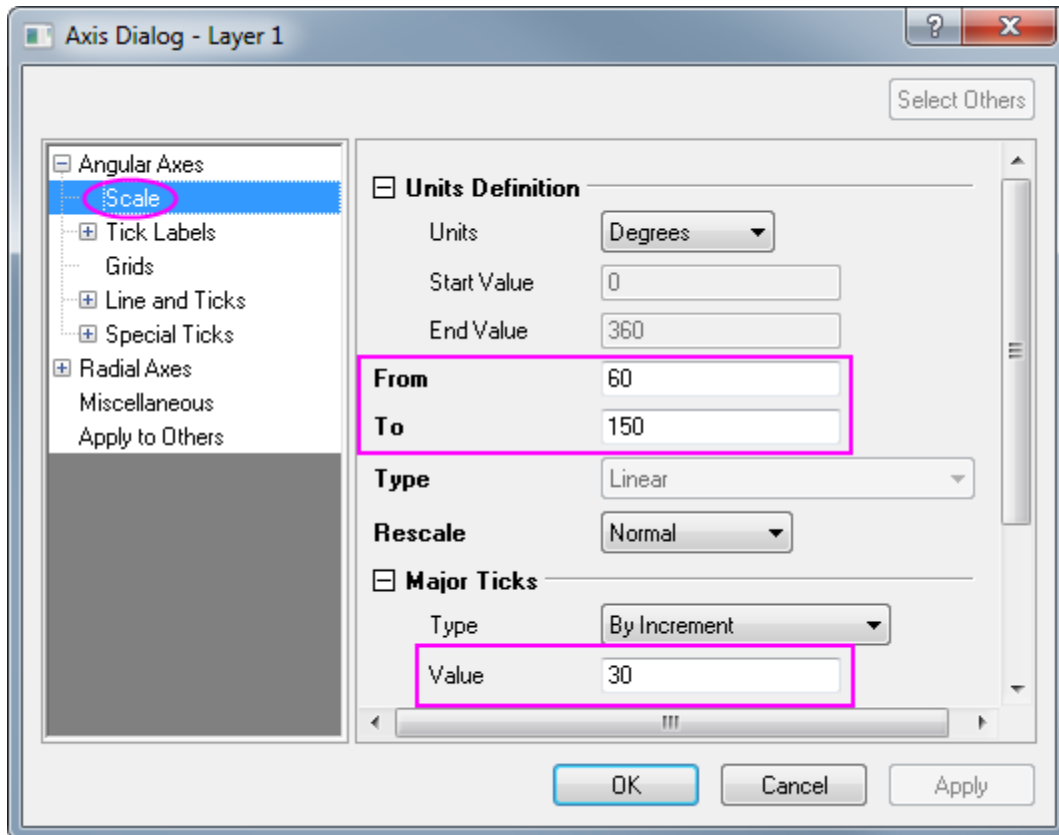 Axis Dialog - Layer 1
?
Select Others
Angular Axes
Scale
Tick Labels
Grids
Line and Ticks
Special Ticks
Radial Axes
Miscellaneous
Apply to Others
Units Definition
Units Degrees
Start Value 0
End Value 360
From 60
To 150
Type Linear
Rescale Normal
Major Ticks
Type By Increment
Value 30
OK Cancel Apply